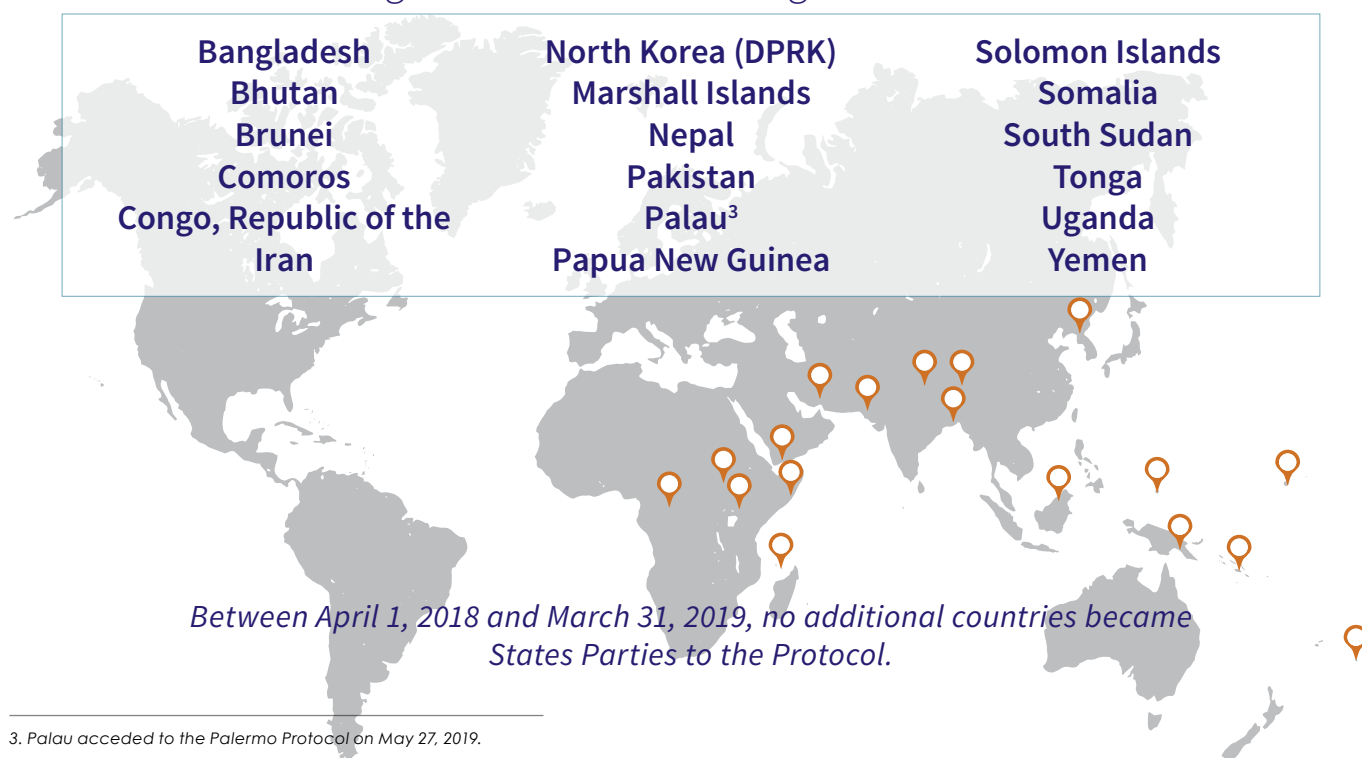 Bangladesh
Bhutan
Brunei
Comoros
Congo, Republic of the
Iran
North Korea (DPRK)
Marshall Islands
Nepal
Pakistan
Palau³
Papua New Guinea
Solomon Islands
Somalia
South Sudan
Tonga
Uganda
Yemen
Between April 1, 2018 and March 31, 2019, no additional countries became
States Parties to the Protocol.
3. Palau acceded to the Palermo Protocol on May 27, 2019.